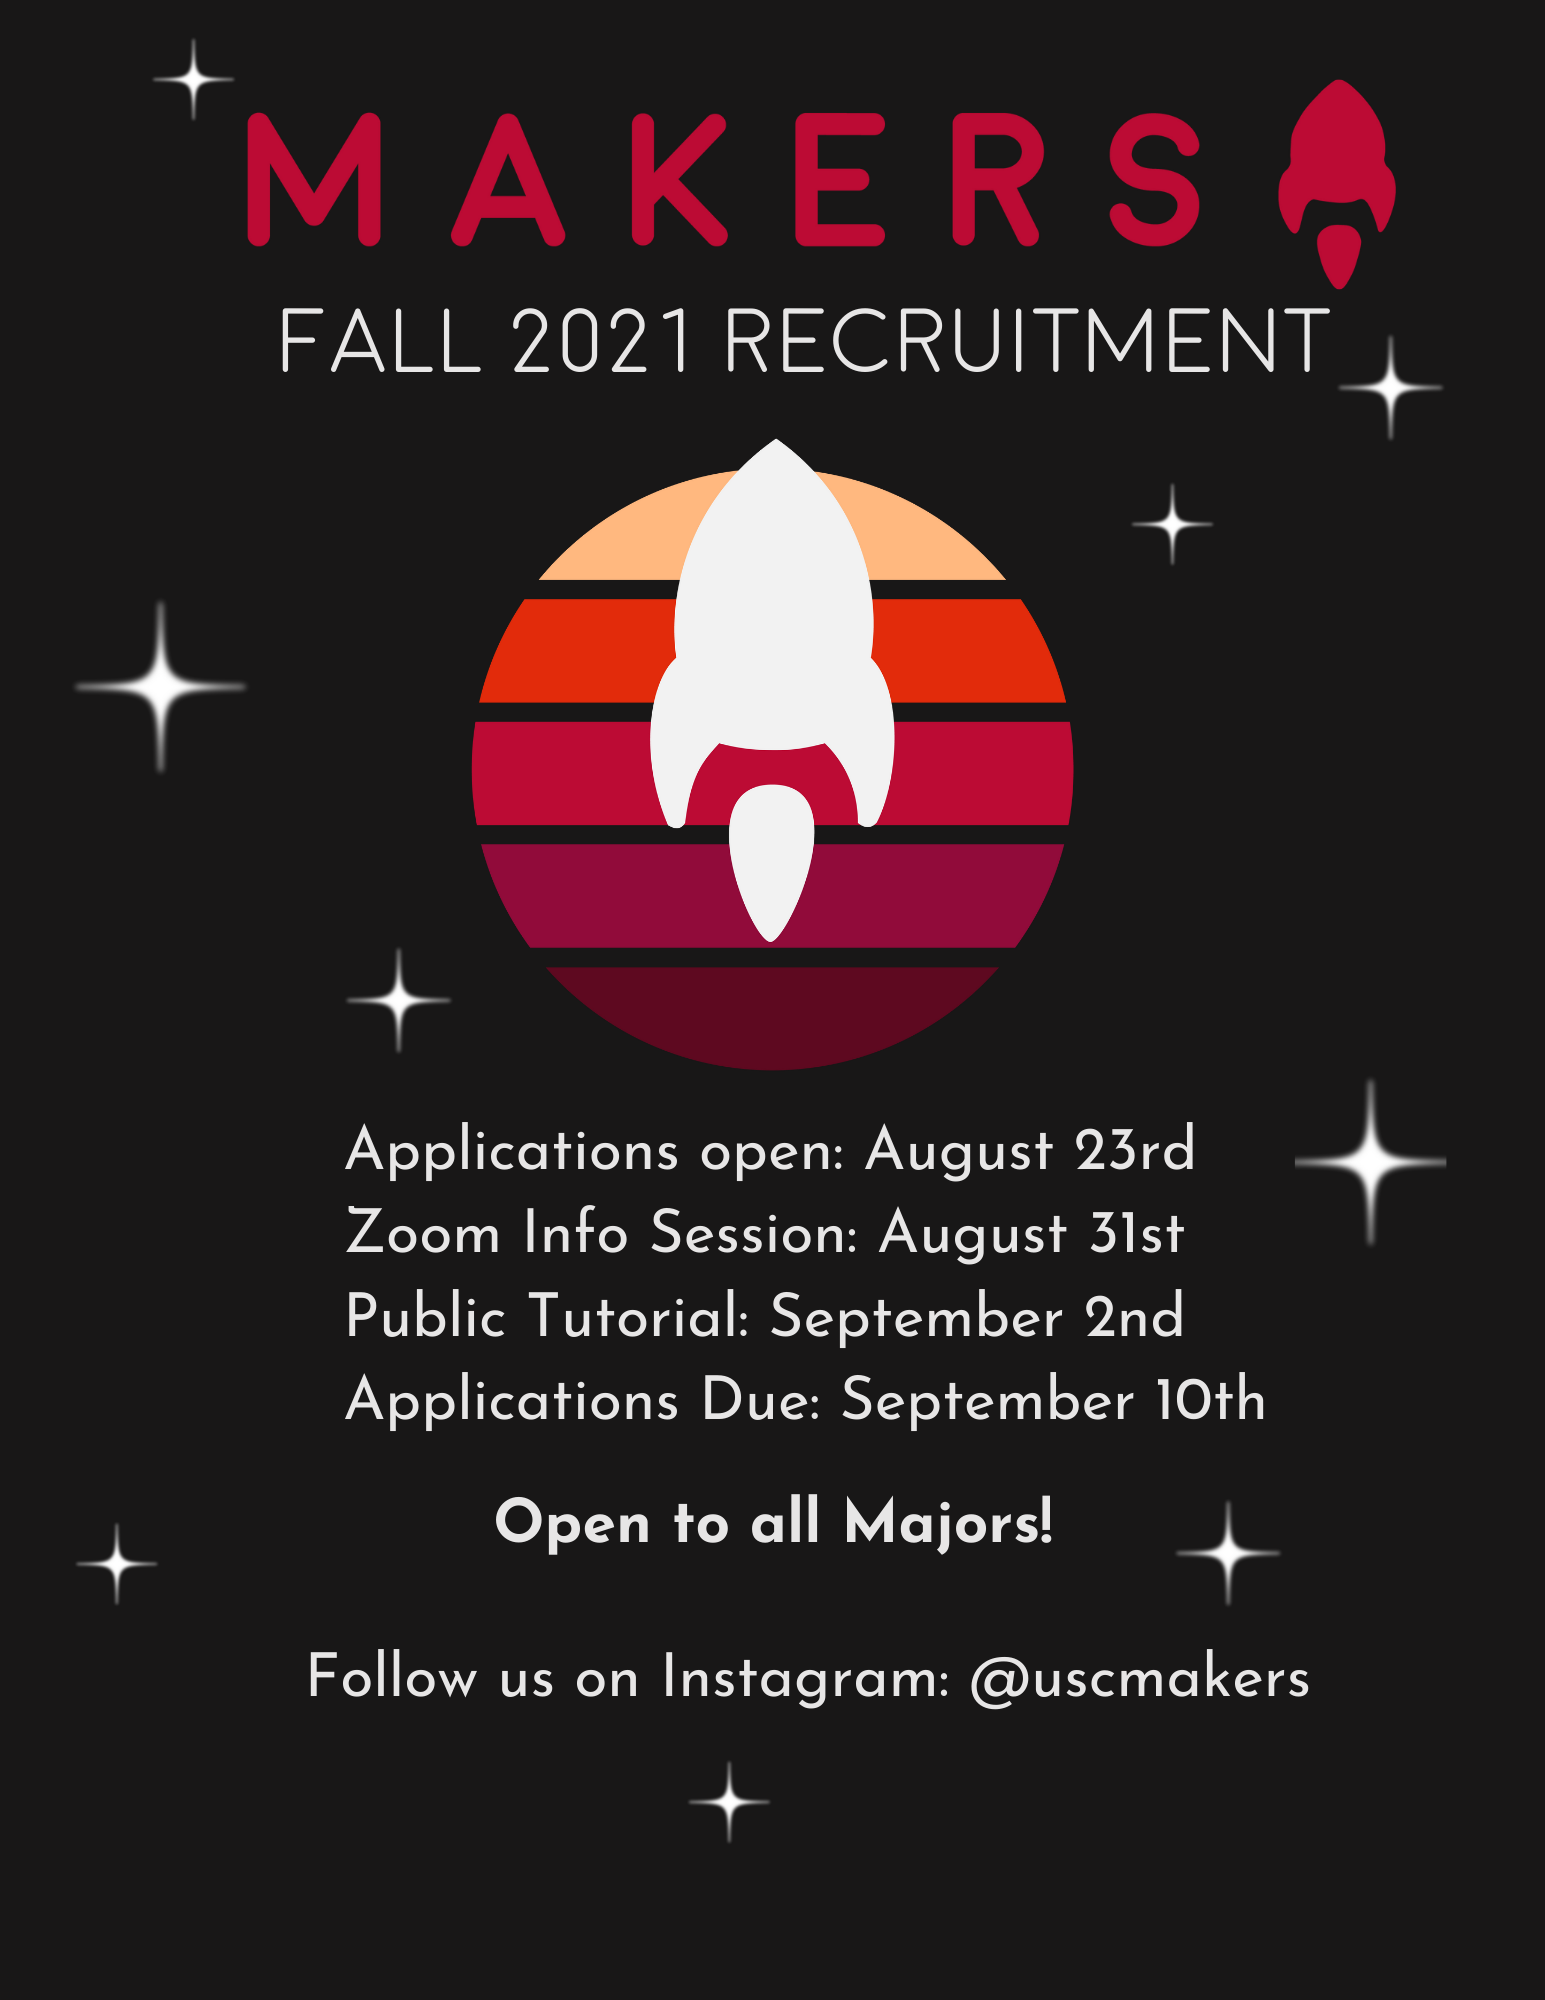 MAKERS
FALL 2021 RECRUITMENT
Applications open: August 23rd
Zoom Info Session: August 31st
Public Tutorial: September 2nd
Applications Due: September 10th
Open to all Majors!
Follow us on Instagram: @uscmakers